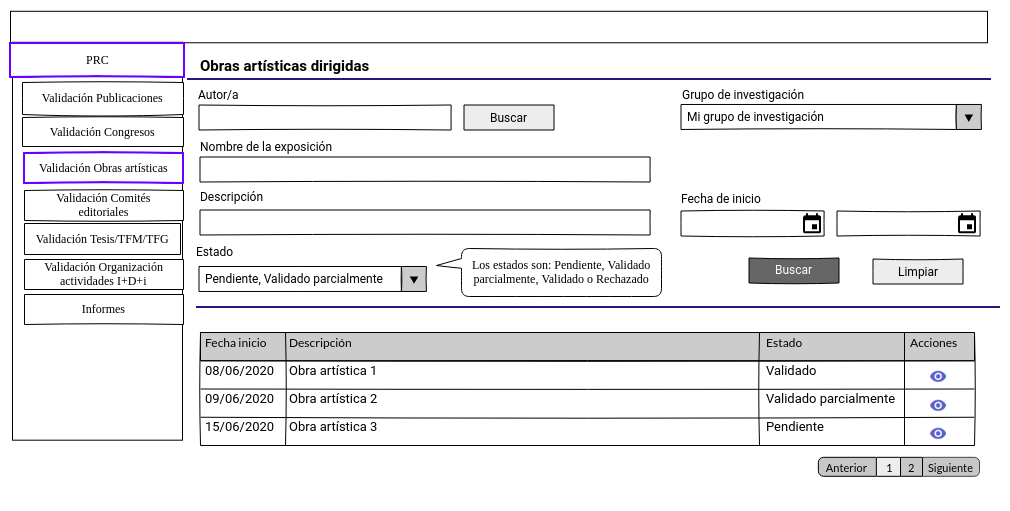 PRC
Validación Publicaciones
Validación Congresos
Validación Obras artísticas
Validación Comités
editoriales
Validación Tesis/TFM/TFG
Validación Organización
actividades I+D+i
Informes
Obras artísticas dirigidas
Autor/a
Buscar
Grupo de investigación
Mi grupo de investigación
Nombre de la exposición
Descripción
Fecha de inicio
Estado
Pendiente, Validado parcialmente
Los estados son: Pendiente, Validado
parcialmente, Validado o Rechazado
Buscar
Limpiar
Fecha inicio Descripción Estado Acciones
08/06/2020 Obra artística 1 Validado
09/06/2020 Obra artística 2 Validado parcialmente
15/06/2020 Obra artística 3 Pendiente
Anterior 1 2 Siguiente